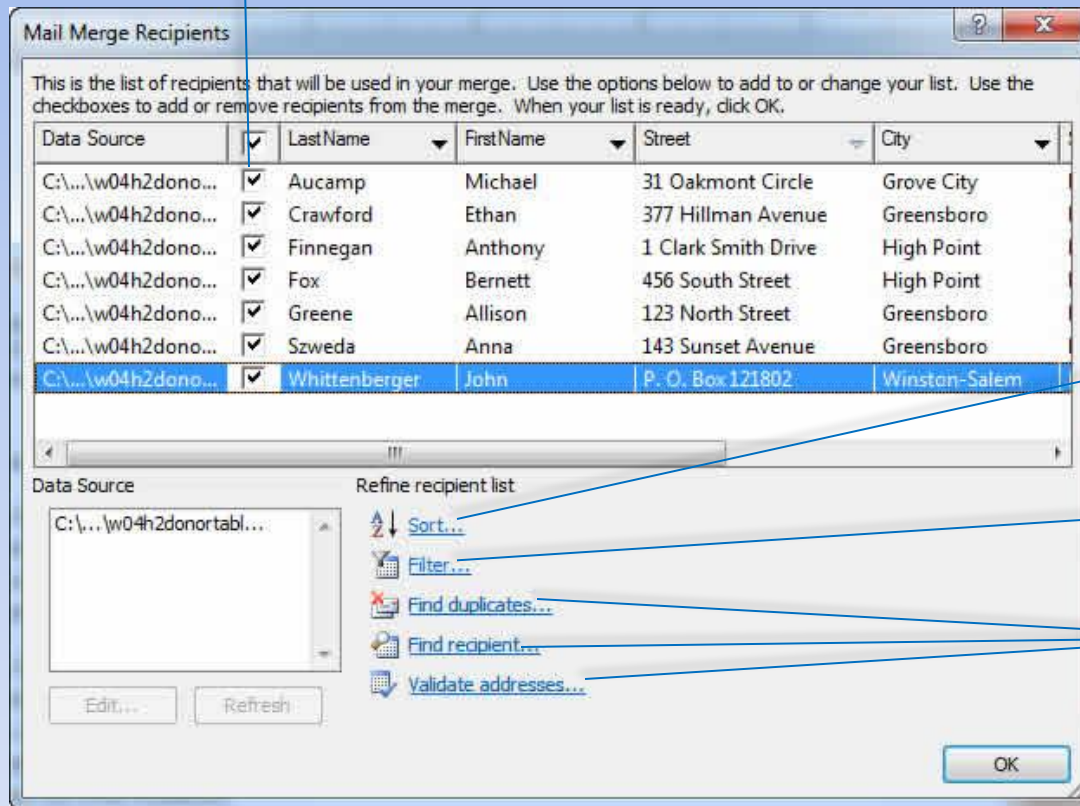 Mail Merge Recipients
This is the list of recipients that will be used in your merge. Use the options below to add to or change your list. Use the
checkboxes to add or remove recipients from the merge. When your list is ready, click OK.
Data Source LastName FirstName Street City
C:\...\w04h2dono... Aucamp Michael 31 Oakmont Circle Grove City
C:\...\w04h2dono... Crawford Ethan 377 Hillman Avenue Greensboro
C:\...\w04h2dono... Finnegan Anthony 1 Clark Smith Drive High Point
C:\...\w04h2dono... Fox Bernett 456 South Street High Point
C:\...\w04h2dono... Greene Allison 123 North Street Greensboro
C:\...\w04h2dono... Szweda Anna 143 Sunset Avenue Greensboro
C:\...\w04h2dono... Whittenberger John P. O. Box 121802 Winston-Salem
Data Source
C:\...\w04h2donortabl...
Edit... Refresh
Refine recipient list
Sort...
Filter...
Find duplicates...
Find recipient...
Validate addresses...
OK